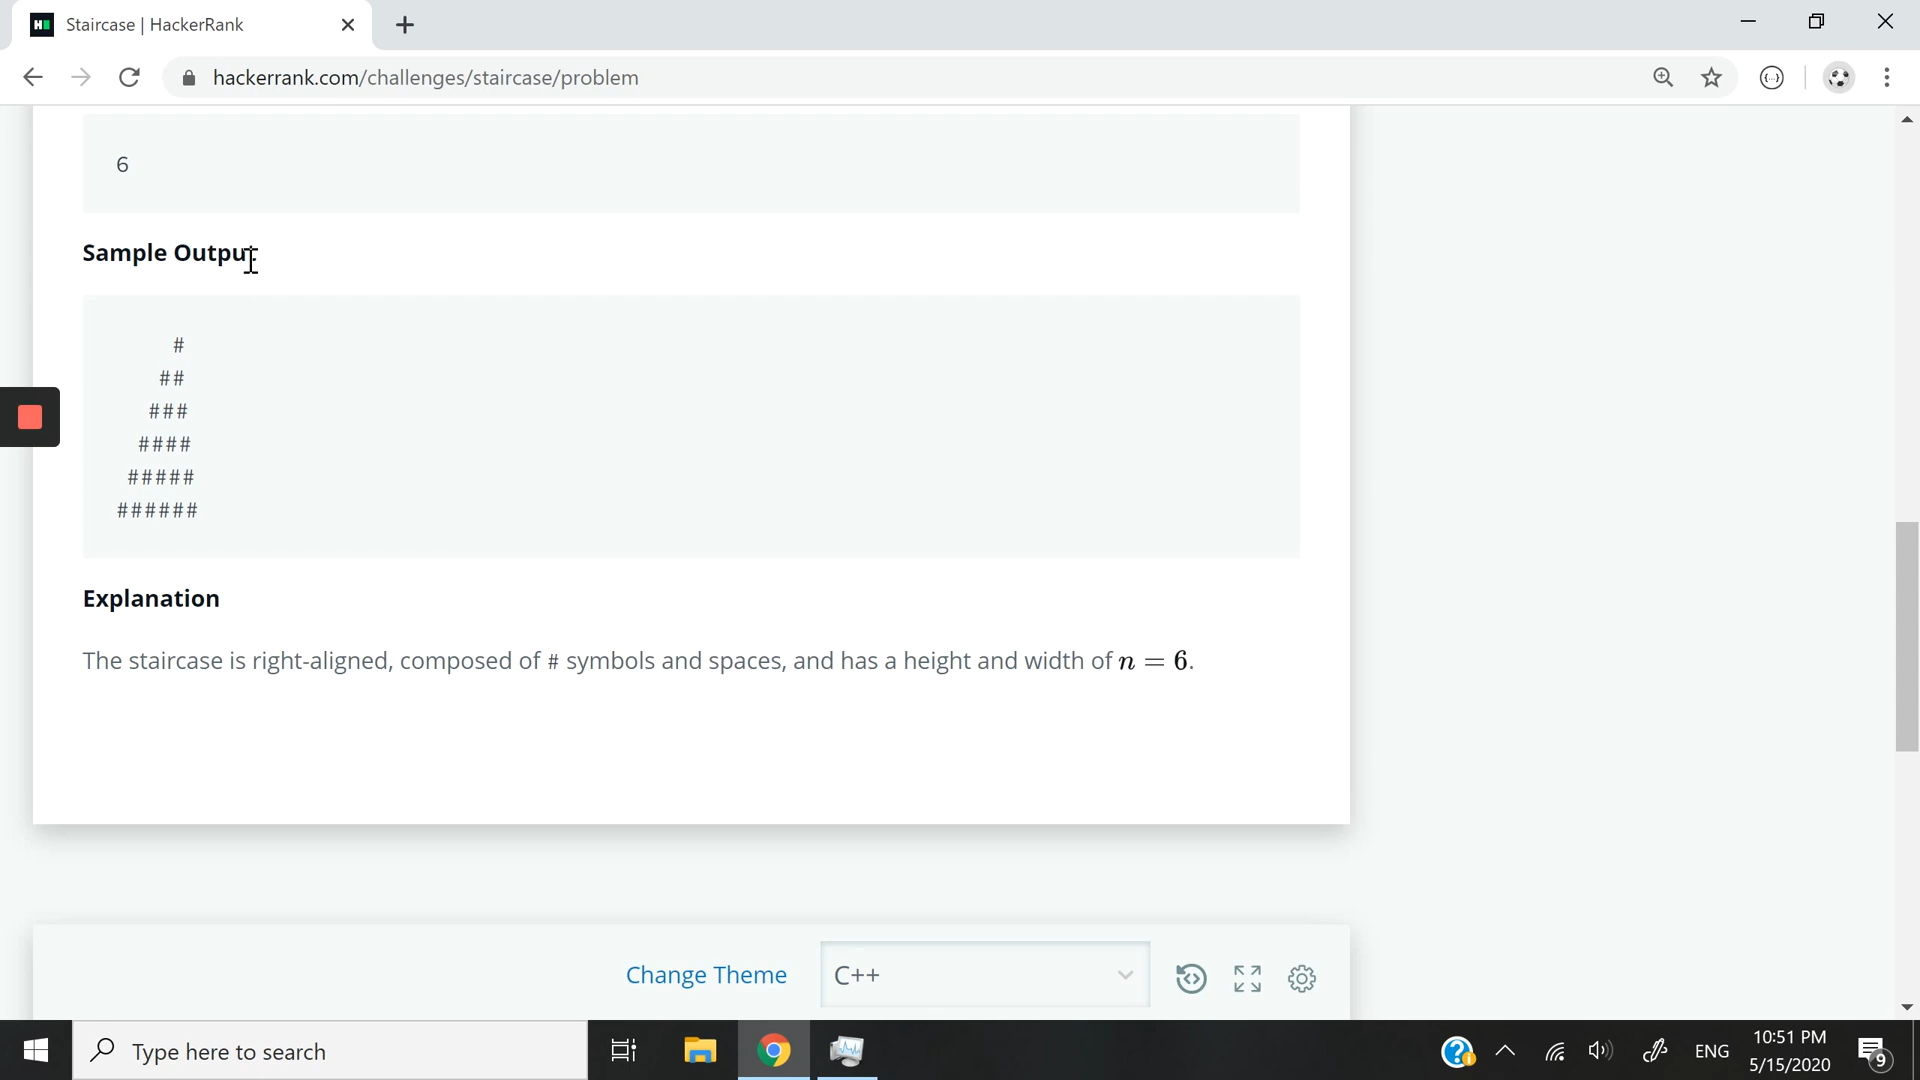 Staircase | HackerRank
hackerrank.com/challenges/staircase/problem
6
Sample Output
#
##
###
####
#####
######
Explanation
The staircase is right-aligned, composed of # symbols and spaces, and has a height and width of n = 6.
Change Theme
C++
Type here to search
ENG
10:51 PM
5/15/2020
9